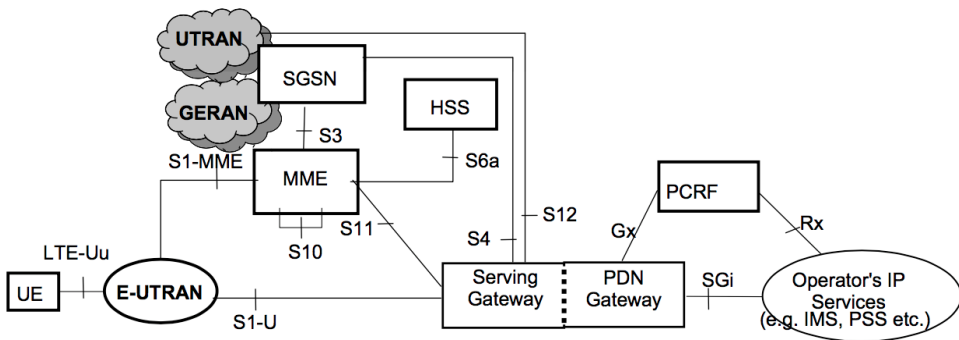 UTRAN
SGSN
GERAN
HSS
S3
S1-MME
S6a
MME
PCRF
S10
S11
S12
S4
Gx
Rx
LTE-Uu
UE
E-UTRAN
S1-U
Serving
Gateway
PDN
Gateway
SGi
Operator's IP
Services
(e.g. IMS, PSS etc.)